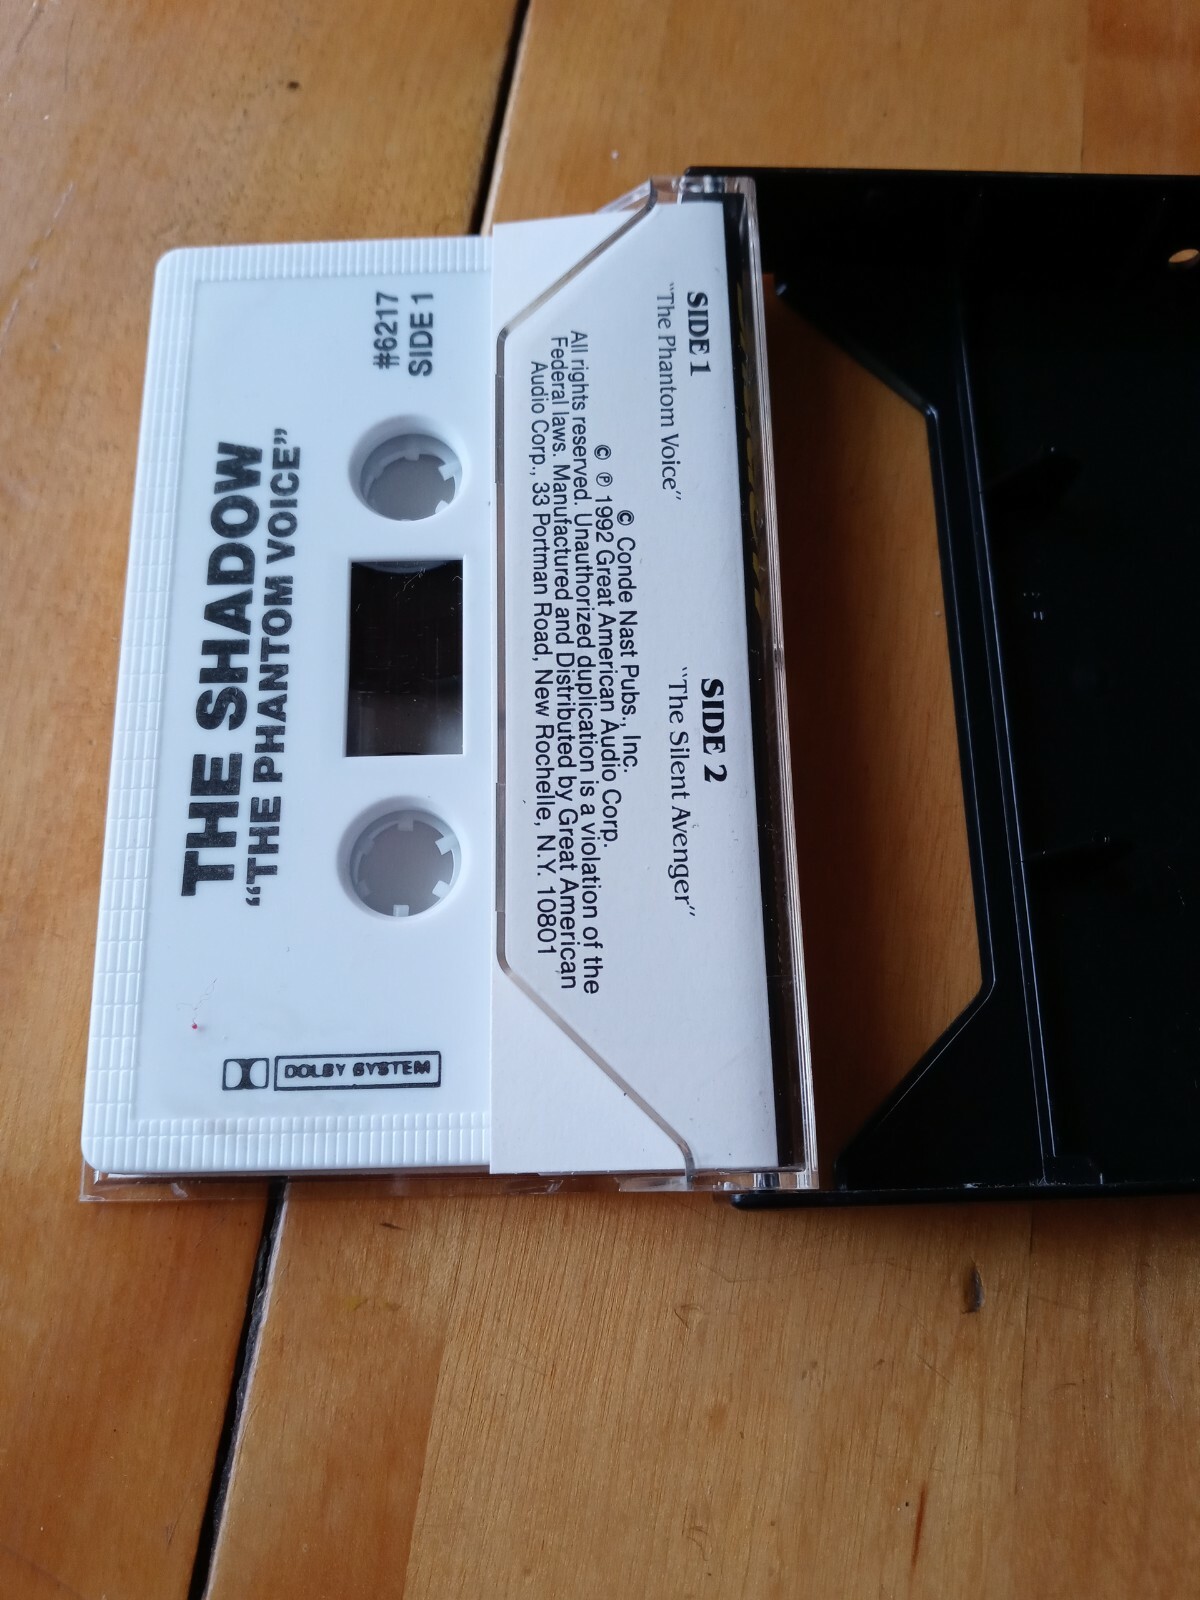 THE SHADOW
"THE PHANTOM VOICE"
#6217
SIDE 1
DOLBY SYSTEM
SIDE 1
"The Phantom Voice"
SIDE 2
"The Silent Avenger"
© Conde Nast Pubs., Inc.
© ℗ 1992 Great American Audio Corp.
All rights reserved. Unauthorized duplication is a violation of the
Federal laws. Manufactured and Distributed by Great American
Audio Corp., 33 Portman Road, New Rochelle, N.Y. 10801